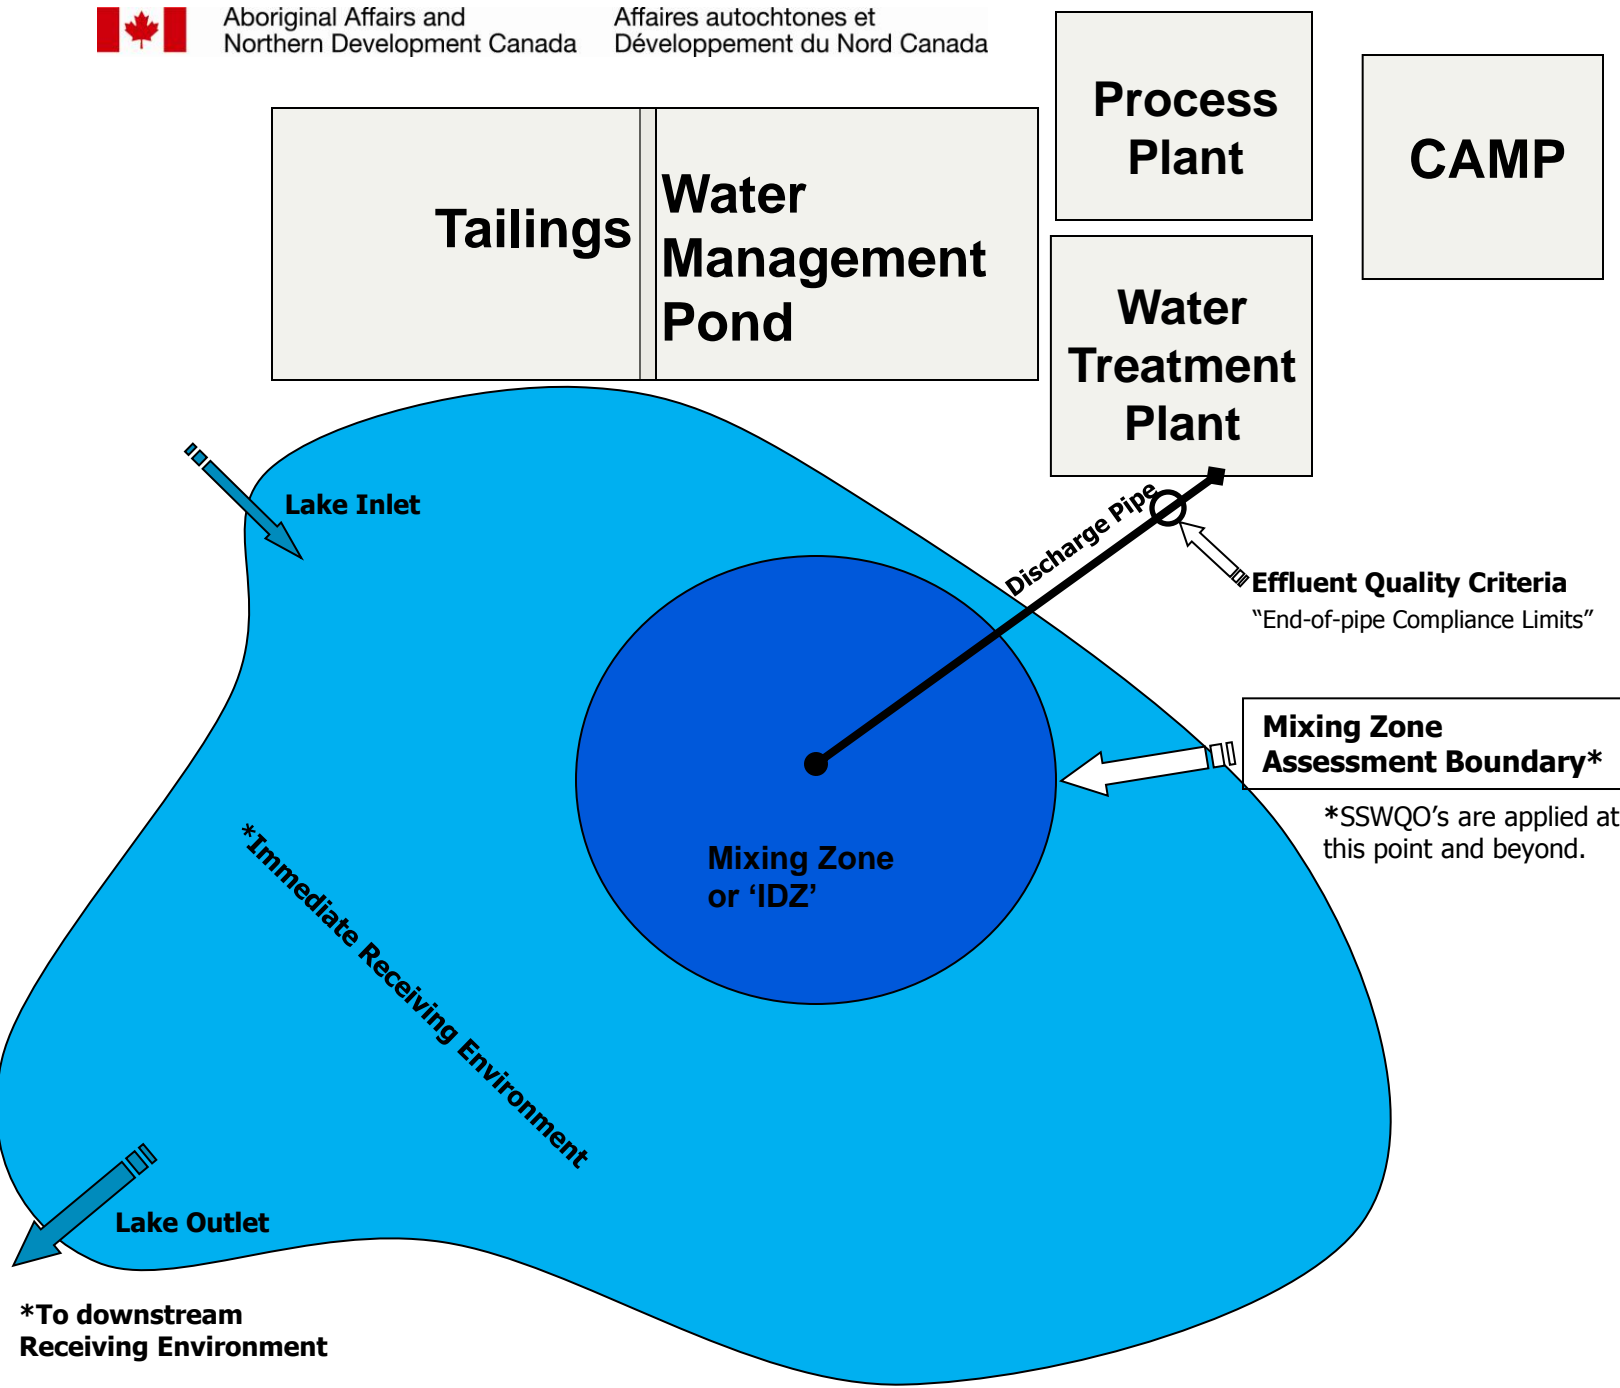 Aboriginal Affairs and
Northern Development Canada
Affaires autochtones et
Développement du Nord Canada
Process
Plant
CAMP
Tailings
Water
Management
Pond
Water
Treatment
Plant
Lake Inlet
Discharge Pipe
Effluent Quality Criteria
“End-of-pipe Compliance Limits”
Mixing Zone
Assessment Boundary*
*SSWQO’s are applied at
this point and beyond.
Mixing Zone
or ‘IDZ’
*Immediate Receiving Environment
Lake Outlet
*To downstream
Receiving Environment